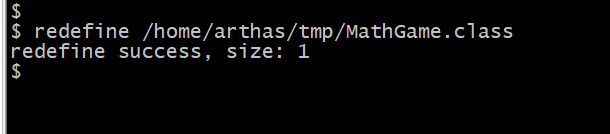 $
$ redefine /home/arthas/tmp/MathGame.class
redefine success, size: 1
$